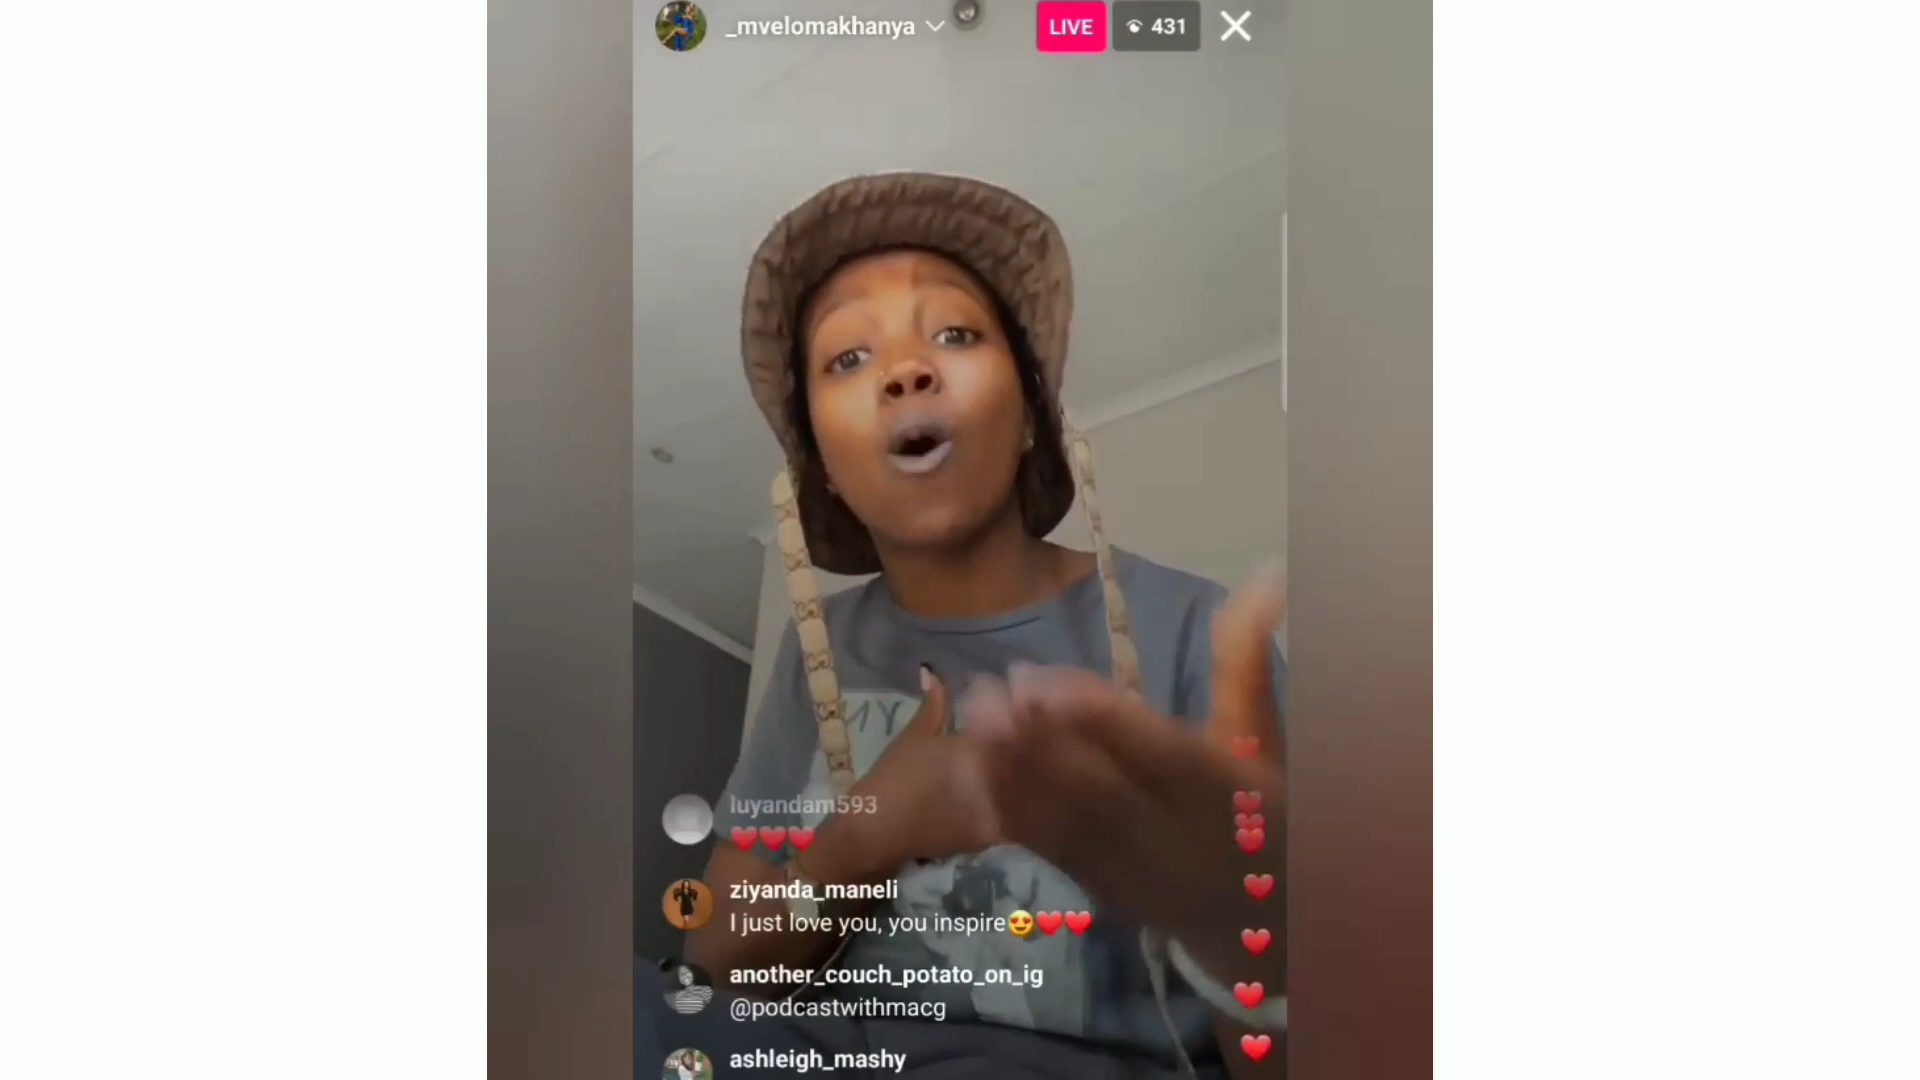 _mvelomakhanya
LIVE
431
luyandam593
❤️❤️❤️
ziyanda_maneli
I just love you, you inspire😍❤️❤️
another_couch_potato_on_ig
@podcastwithmacg
ashleigh_mashy